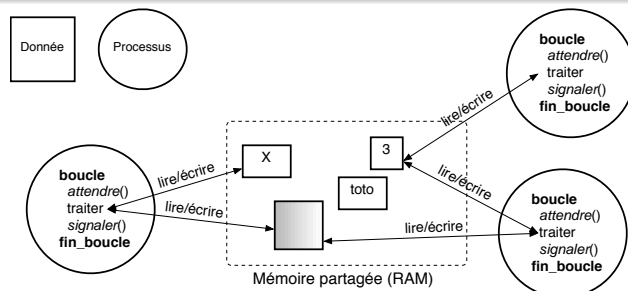 Donnée
Processus
boucle
attendre()
traiter
signaler()
fin_boucle
lire/écrire
X
3
toto
lire/écrire
lire/écrire
boucle
attendre()
traiter
signaler()
fin_boucle
lire/écrire
lire/écrire
boucle
attendre()
traiter
signaler()
fin_boucle
Mémoire partagée (RAM)